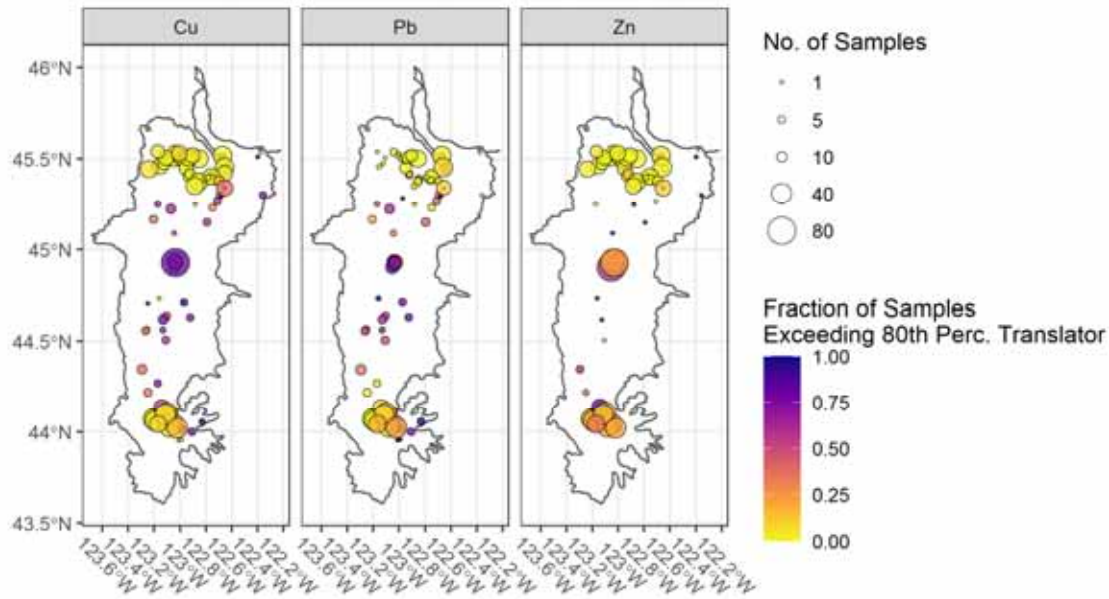 Cu Pb Zn
46°N
45.5°N
45°N
44.5°N
44°N
43.5°N
123.6°W 123.4°W 123.2°W 123°W 122.8°W 122.6°W 122.4°W 122.2°W
123.6°W 123.4°W 123.2°W 123°W 122.8°W 122.6°W 122.4°W 122.2°W
123.6°W 123.4°W 123.2°W 123°W 122.8°W 122.6°W 122.4°W 122.2°W
No. of Samples
1
5
10
40
80
Fraction of Samples
Exceeding 80th Perc. Translator
1.00
0.75
0.50
0.25
0.00